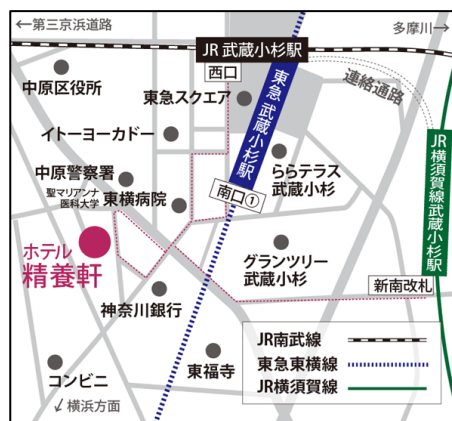 ←第三京浜道路
多摩川→
JR 武蔵小杉駅
中原区役所
西口
東急スクエア
東急 武蔵小杉駅
連絡通路
イトーヨーカドー
中原警察署
聖マリアンナ
医科大学
東横病院
ららテラス
武蔵小杉
JR横須賀線武蔵小杉駅
南口①
ホテル
精養軒
グランツリー
武蔵小杉
新南改札
神奈川銀行
JR南武線
東急東横線
JR横須賀線
東福寺
コンビニ
↙横浜方面